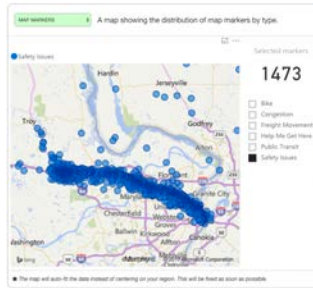 MAP MARKERS
A map showing the distribution of map markers by type.
Selected markers
Safety Issues
1473
Hardin
Jerseyville
Bike
Congestion
Freight Movement
Help Me Get Here
Public Transit
Safety Issues
Troy
Godfrey
Alton
Granite City
Chesterfield
Webster
Groves
Ballwin
Kirkwood
Cahokia
Affton
bing
The map will auto-fit the data instead of centering on your region. This will be fixed as soon as possible.